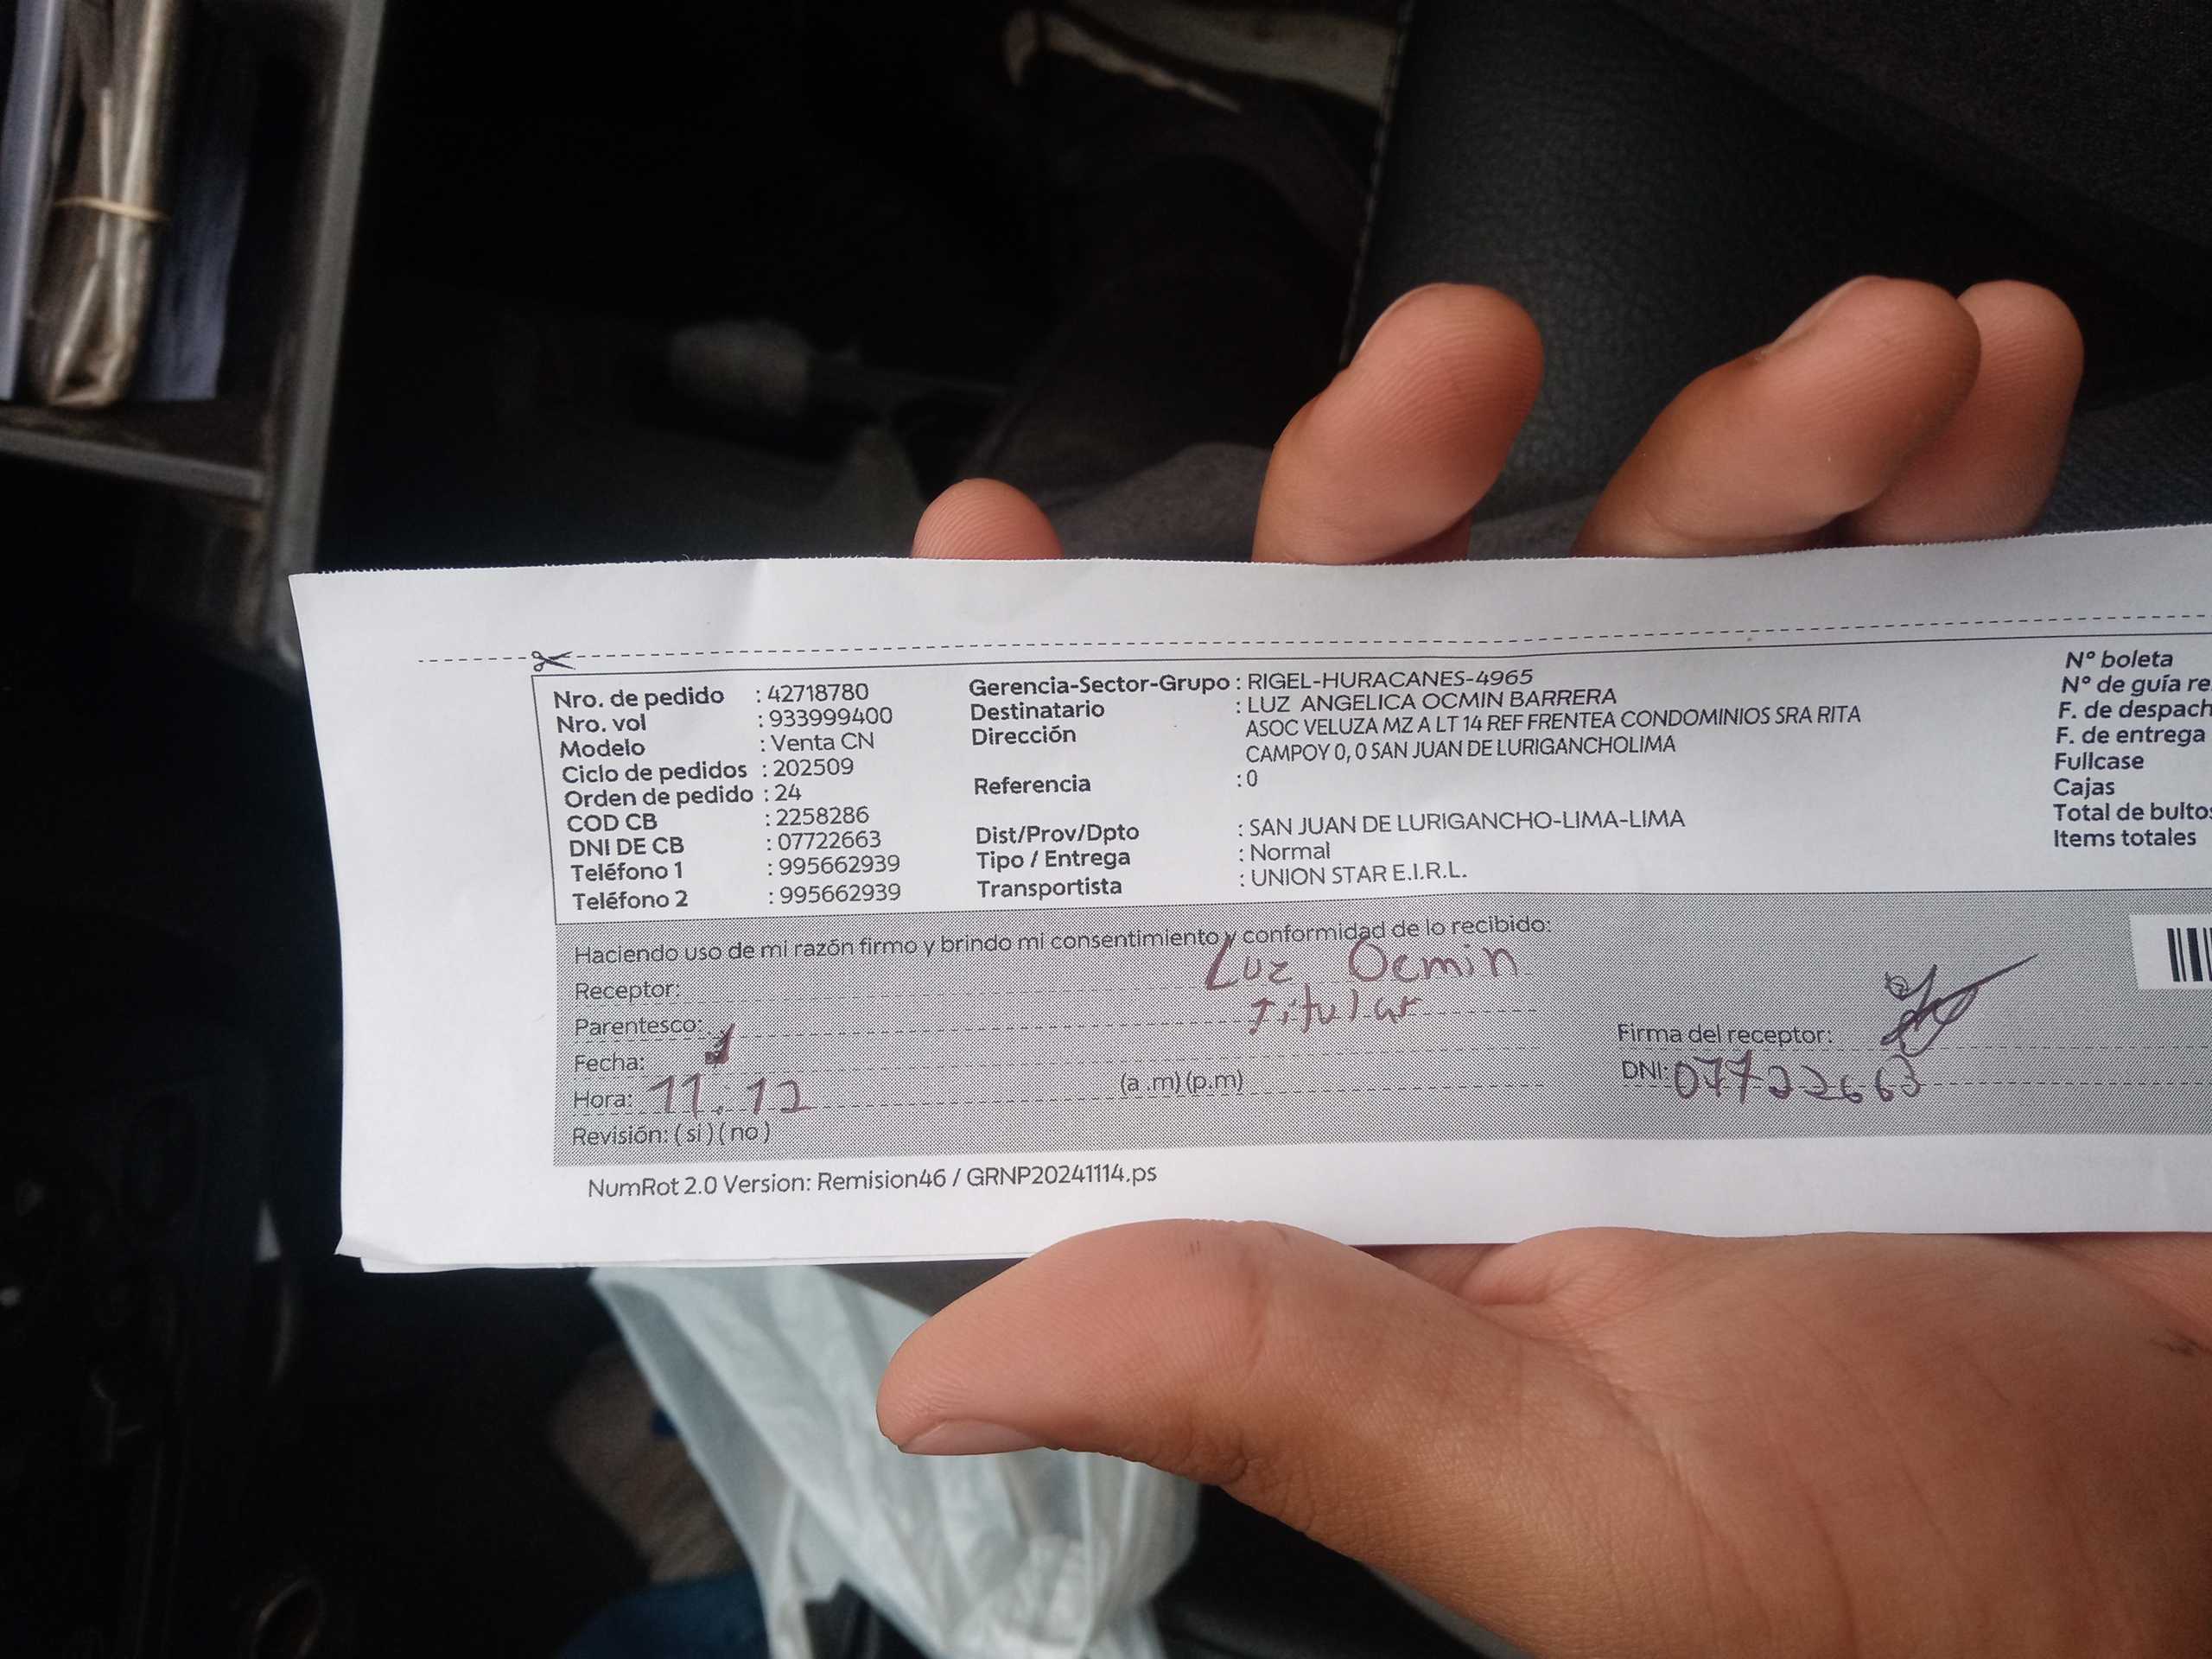 Nro. de pedido : 42718780
Nro. vol : 933999400
Modelo : Venta CN
Ciclo de pedidos : 202509
Orden de pedido : 24
COD CB : 2258286
DNI DE CB : 07722663
Teléfono 1 : 995662939
Teléfono 2 : 995662939
Gerencia-Sector-Grupo : RIGEL-HURACANES-4965
Destinatario : LUZ ANGELICA OCMIN BARRERA
Dirección ASOC VELUZA MZ A LT 14 REF FRENTEA CONDOMINIOS SRA RITA
CAMPOY 0, 0 SAN JUAN DE LURIGANCHOLIMA
Referencia : 0
Dist/Prov/Dpto : SAN JUAN DE LURIGANCHO-LIMA-LIMA
Tipo / Entrega : Normal
Transportista : UNION STAR E.I.R.L.
N° boleta
N° de guía re
F. de despach
F. de entrega
Fullcase
Cajas
Total de bultos
Items totales
Haciendo uso de mi razón firmo y brindo mi consentimiento y conformidad de lo recibido:
Receptor: Luz Ocmin
Parentesco: Titular
Fecha:
Hora: 11:12 (a.m)(p.m)
Revisión: (si)(no)
Firma del receptor:
DNI: 07722663
NumRot 2.0 Version: Remision46 / GRNP20241114.ps